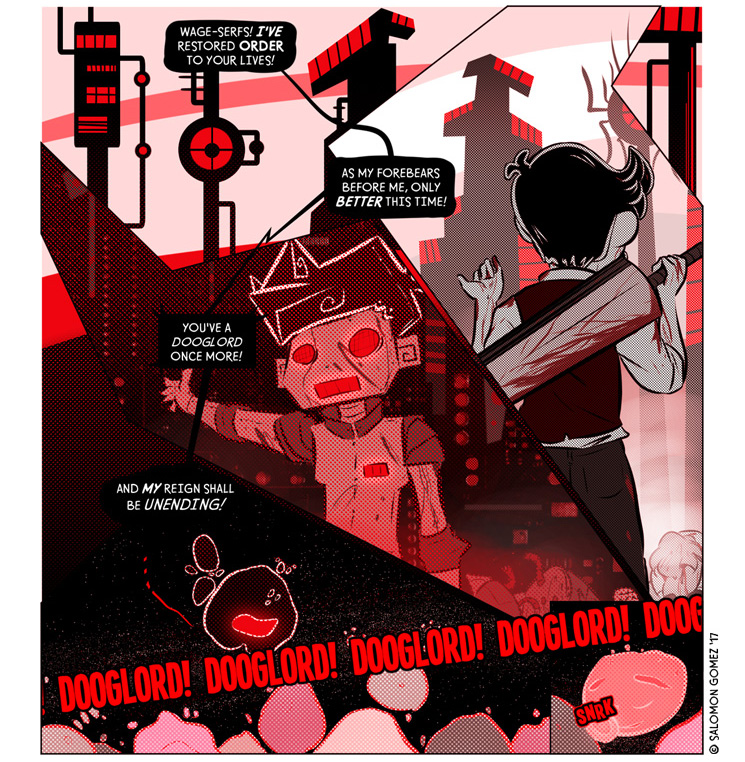 WAGE-SERFS! I'VE
RESTORED ORDER
TO YOUR LIVES!
AS MY FOREBEARS
BEFORE ME, ONLY
BETTER THIS TIME!
YOU'VE A
DOOGLORD
ONCE MORE!
AND MY REIGN SHALL
BE UNENDING!
DOOGLORD! DOOGLORD! DOOGLORD! DOOGLORD! DOOG
SNRK
© SALOMON GOMEZ '17